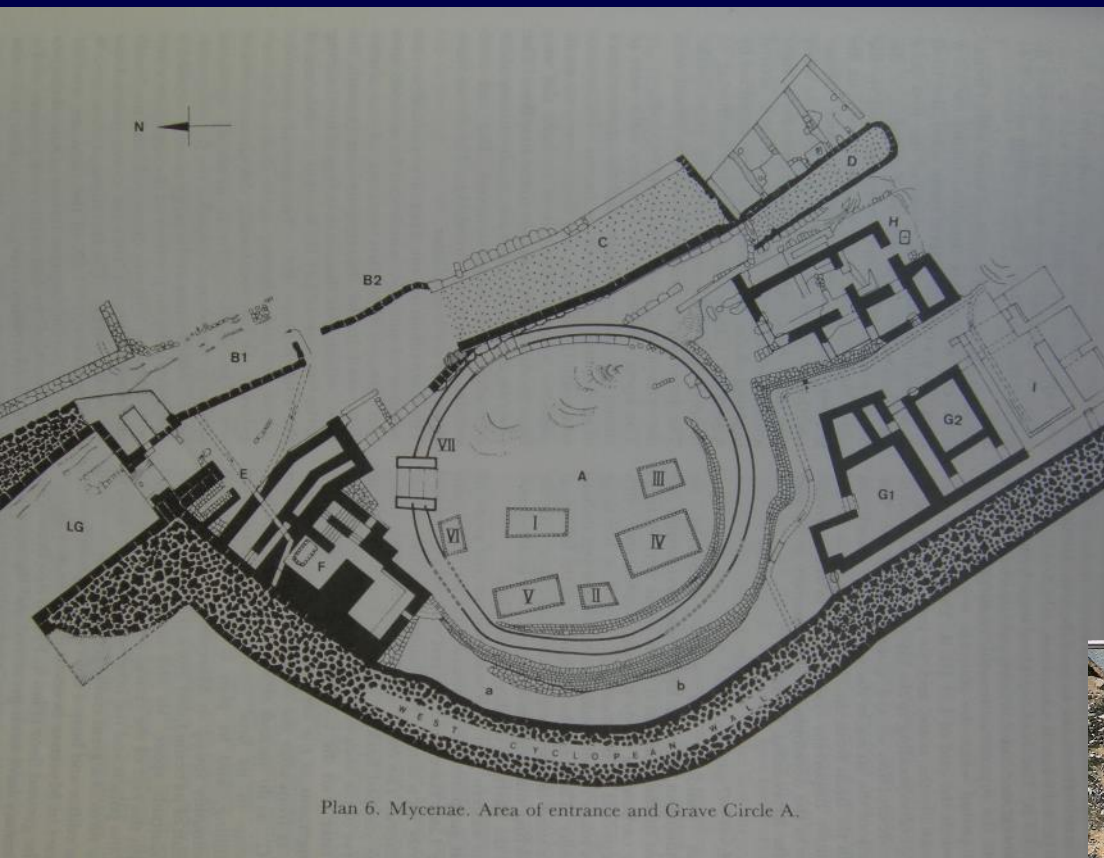 N
B2
C
D
H
B1
VII
A
III
G2
I
E
LG
VI
I
IV
G1
F
V
II
a
b
WEST CYCLOPEAN WALL
Plan 6. Mycenae. Area of entrance and Grave Circle A.